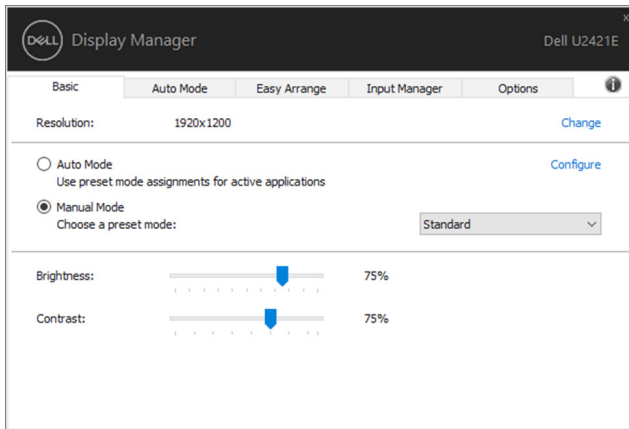 DELL Display Manager
Dell U2421E
x
Basic Auto Mode Easy Arrange Input Manager Options i
Resolution: 1920x1200 Change
Auto Mode Configure
Use preset mode assignments for active applications
Manual Mode
Choose a preset mode: Standard
Brightness: 75%
Contrast: 75%